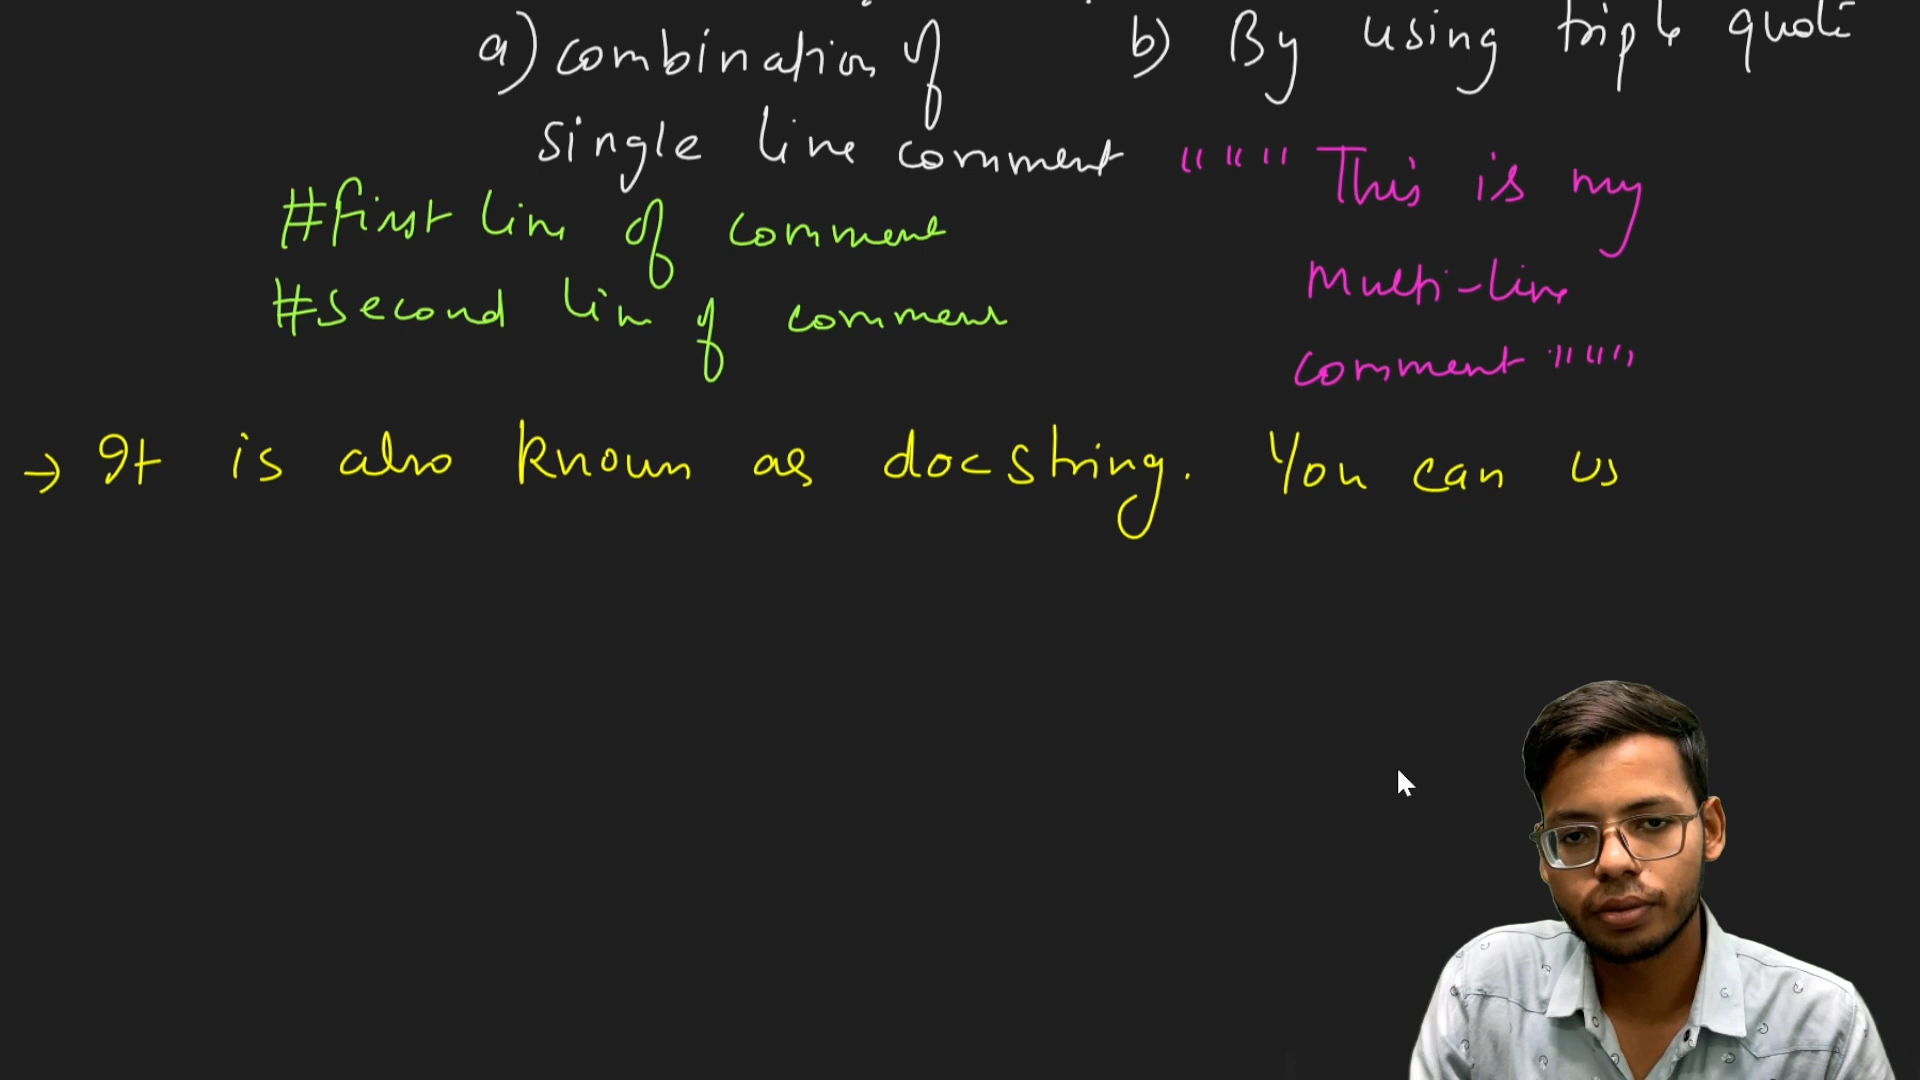 a) combination of
single line comment
#first line of comment
#second line of comment
b) By using triple quote
""" This is my
multi-line
comment """
→ It is also known as docstring. You can us